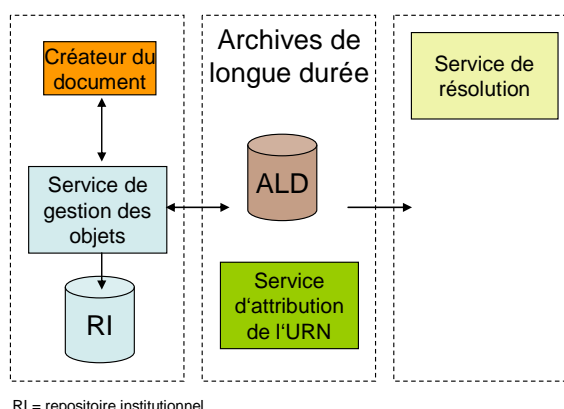 Créateur du
document
Service de
gestion des
objets
RI
Archives de
longue durée
ALD
Service
d‘attribution
de l‘URN
Service de
résolution
RI = repositoire institutionnel